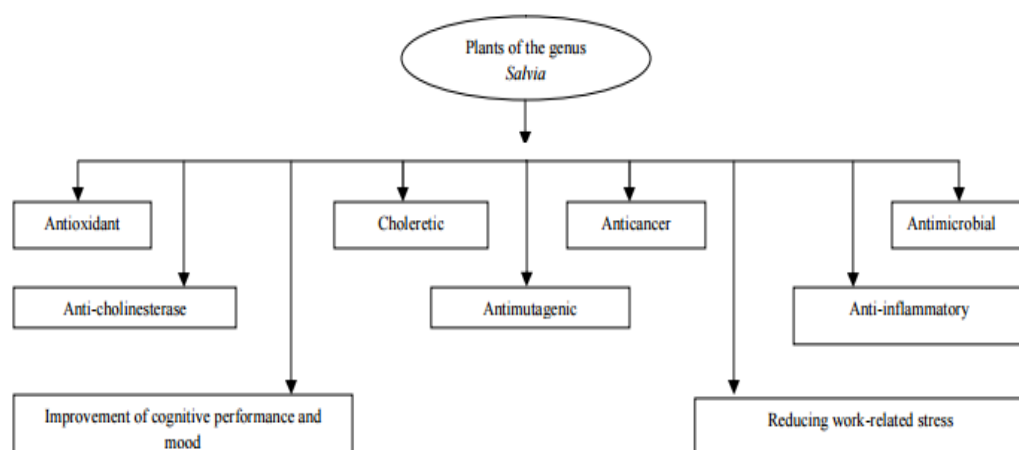 Plants of the genus
Salvia
Antioxidant
Choleretic
Anticancer
Antimicrobial
Anti-cholinesterase
Antimutagenic
Anti-inflammatory
Improvement of cognitive performance and
mood
Reducing work-related stress